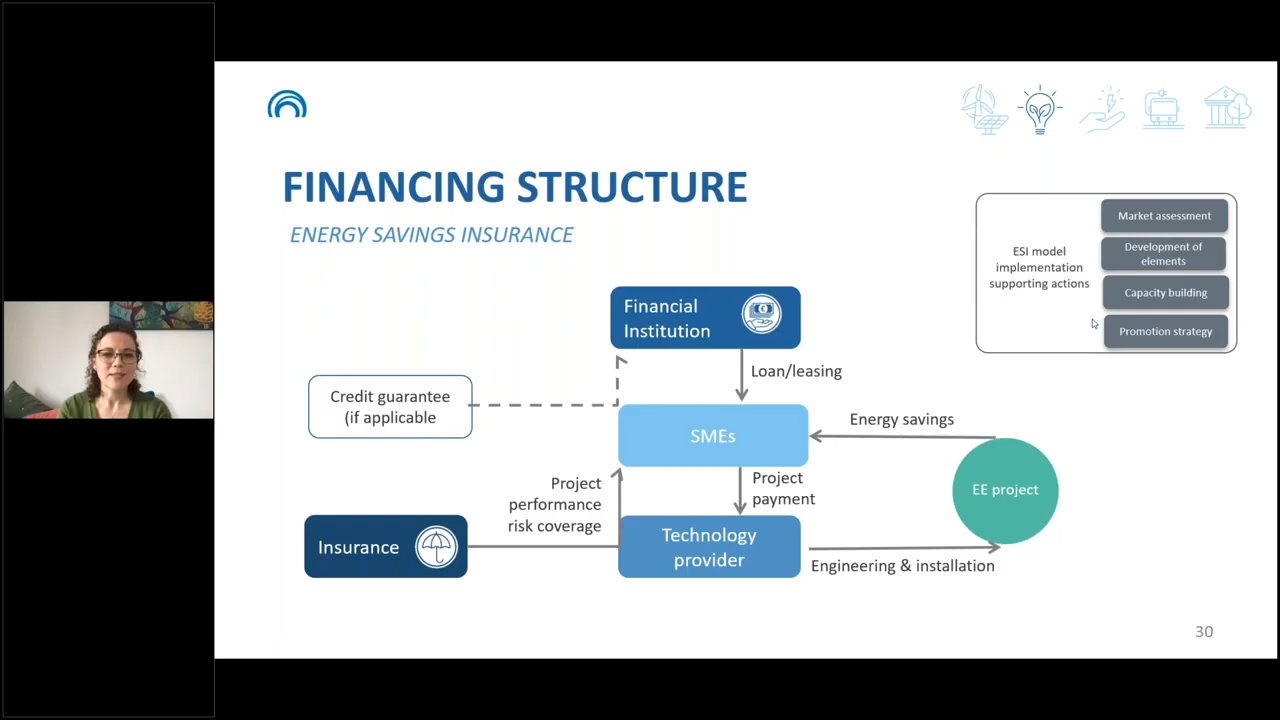 FINANCING STRUCTURE
ENERGY SAVINGS INSURANCE
ESI model
implementation
supporting actions
Market assessment
Development of
elements
Capacity building
Promotion strategy
Financial
Institution
Loan/leasing
Credit guarantee
(if applicable
SMEs
Energy savings
Project
performance
risk coverage
Project
payment
EE project
Insurance
Technology
provider
Engineering & installation
30